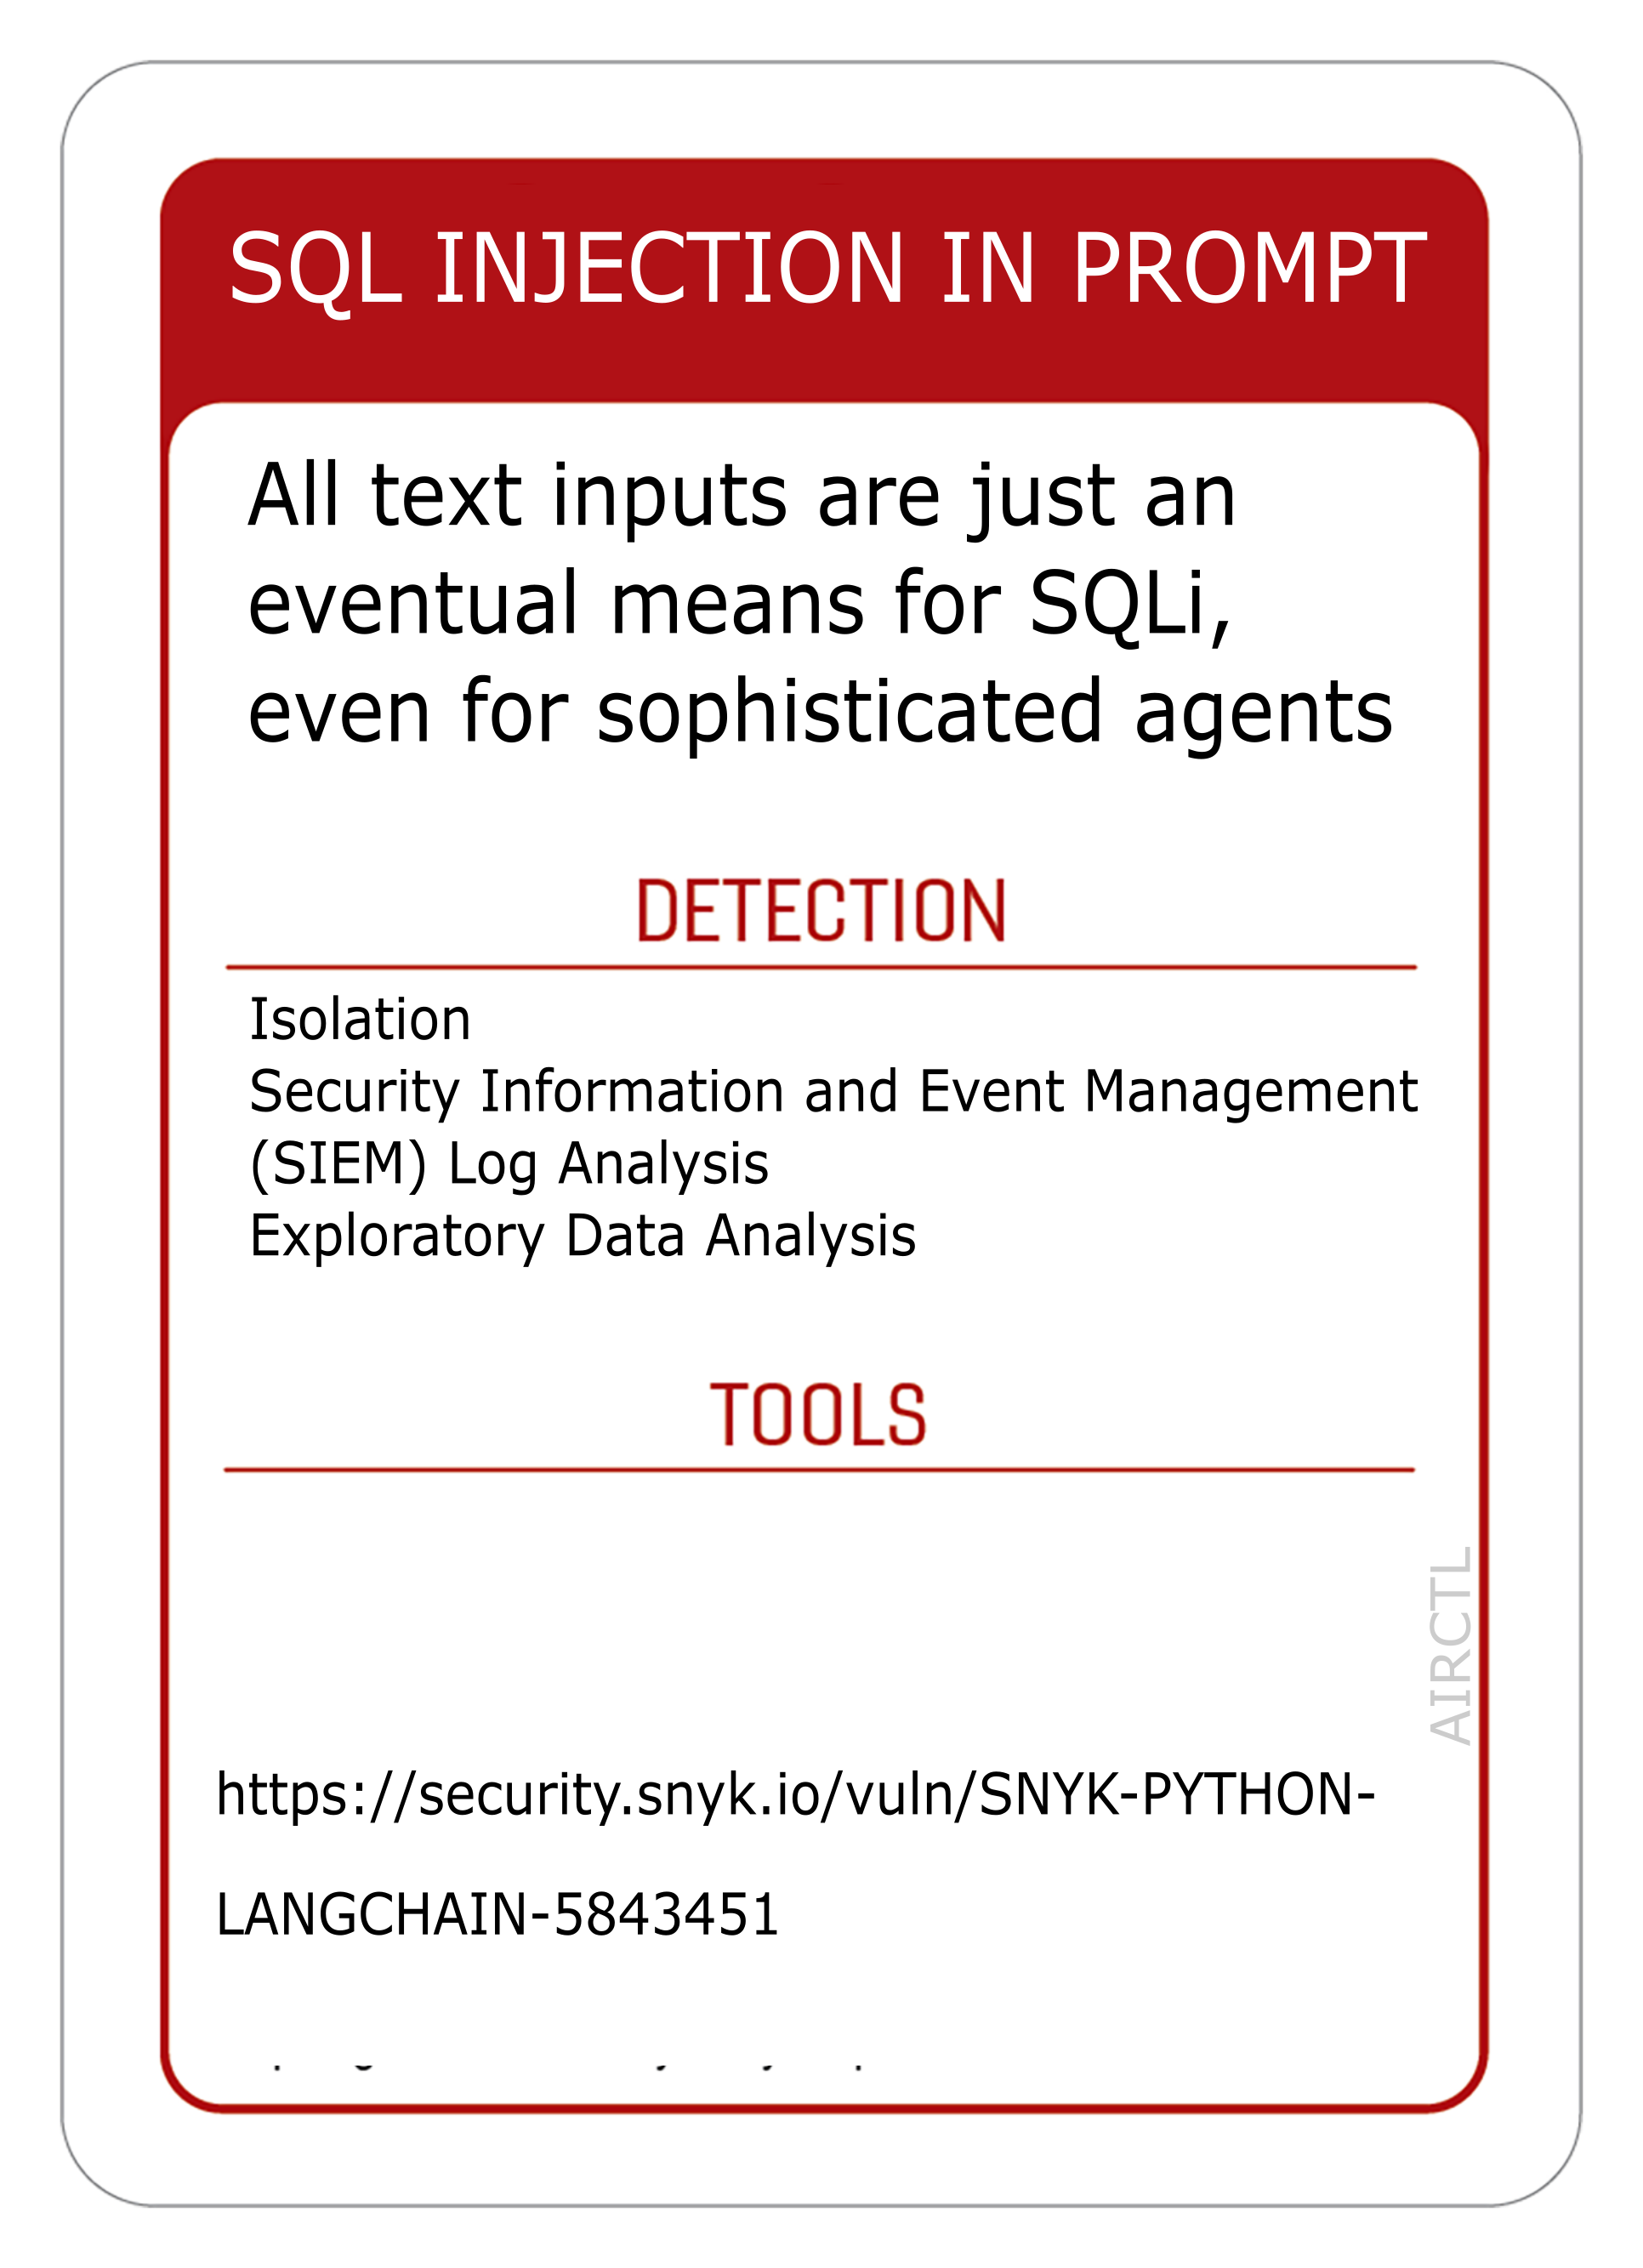 SQL INJECTION IN PROMPT
All text inputs are just an
eventual means for SQLi,
even for sophisticated agents
DETECTION
Isolation
Security Information and Event Management
(SIEM) Log Analysis
Exploratory Data Analysis
TOOLS
AIRCTL
https://security.snyk.io/vuln/SNYK-PYTHON-
LANGCHAIN-5843451